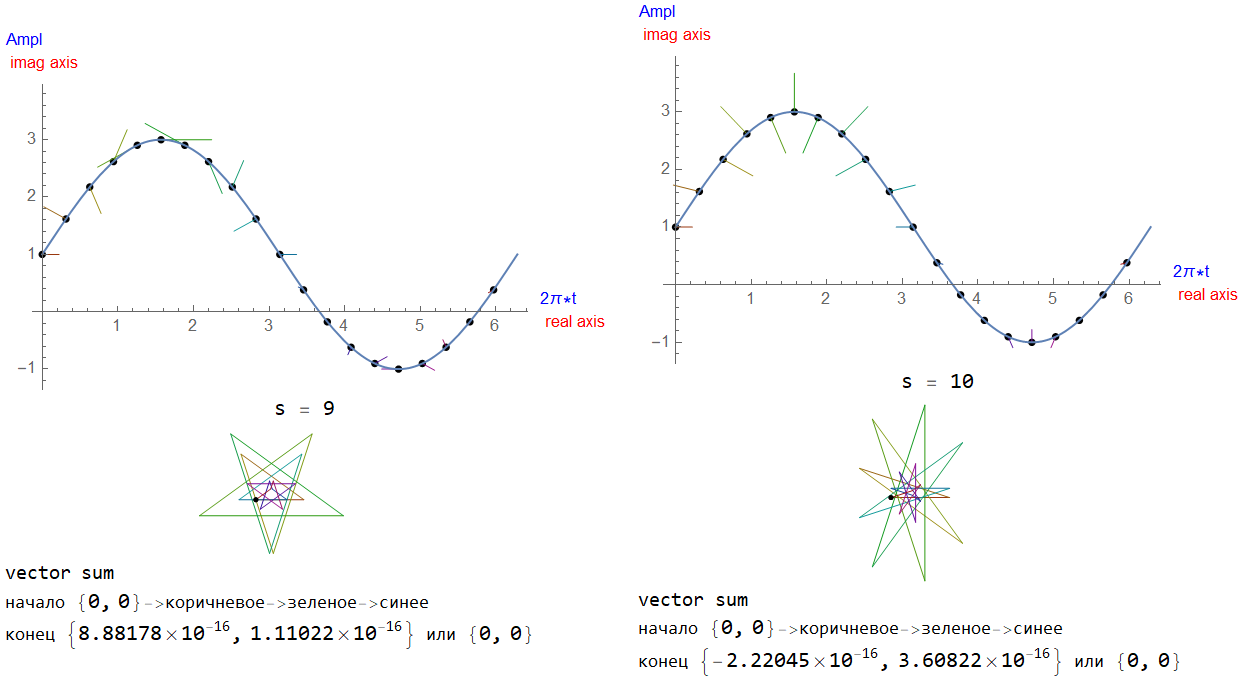 Ampl
imag axis
3
2
1
-1
1
2
3
4
5
6
2π*t
real axis
s = 9
vector sum
начало {0, 0}->коричневое->зеленое->синее
конец {8.88178×10^-16, 1.11022×10^-16} или {0, 0}
Ampl
imag axis
3
2
1
-1
1
2
3
4
5
6
2π*t
real axis
s = 10
vector sum
начало {0, 0}->коричневое->зеленое->синее
конец {-2.22045×10^-16, 3.60822×10^-16} или {0, 0}